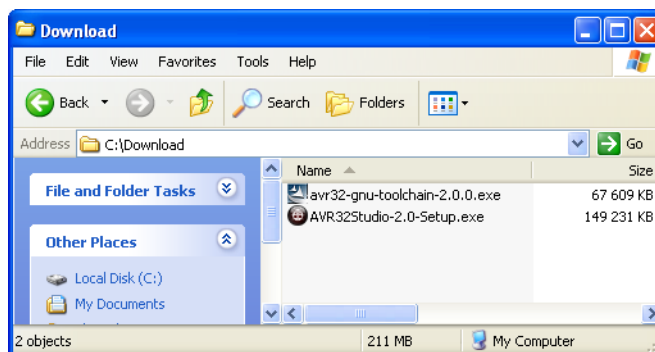 Download
File Edit View Favorites Tools Help
Back Search Folders
Address C:\Download Go
Name Size
File and Folder Tasks
avr32-gnu-toolchain-2.0.0.exe 67 609 KB
AVR32Studio-2.0-Setup.exe 149 231 KB
Other Places
Local Disk (C:)
My Documents
2 objects 211 MB My Computer